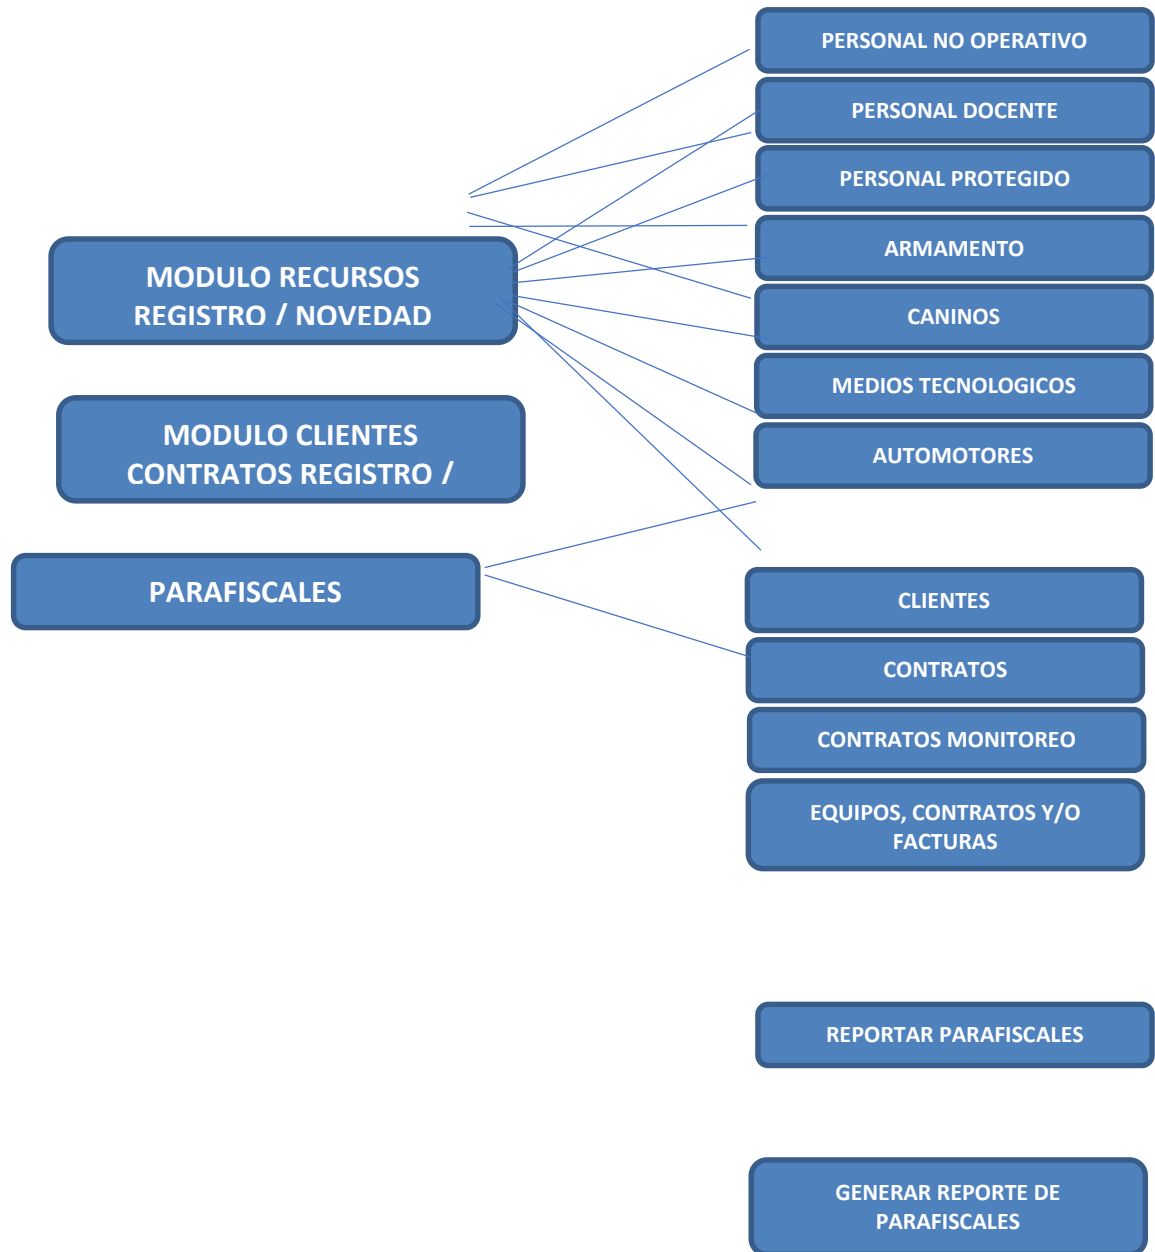 MODULO RECURSOS
REGISTRO / NOVEDAD
MODULO CLIENTES
CONTRATOS REGISTRO /
PARAFISCALES
PERSONAL NO OPERATIVO
PERSONAL DOCENTE
PERSONAL PROTEGIDO
ARMAMENTO
CANINOS
MEDIOS TECNOLOGICOS
AUTOMOTORES
CLIENTES
CONTRATOS
CONTRATOS MONITOREO
EQUIPOS, CONTRATOS Y/O
FACTURAS
REPORTAR PARAFISCALES
GENERAR REPORTE DE
PARAFISCALES